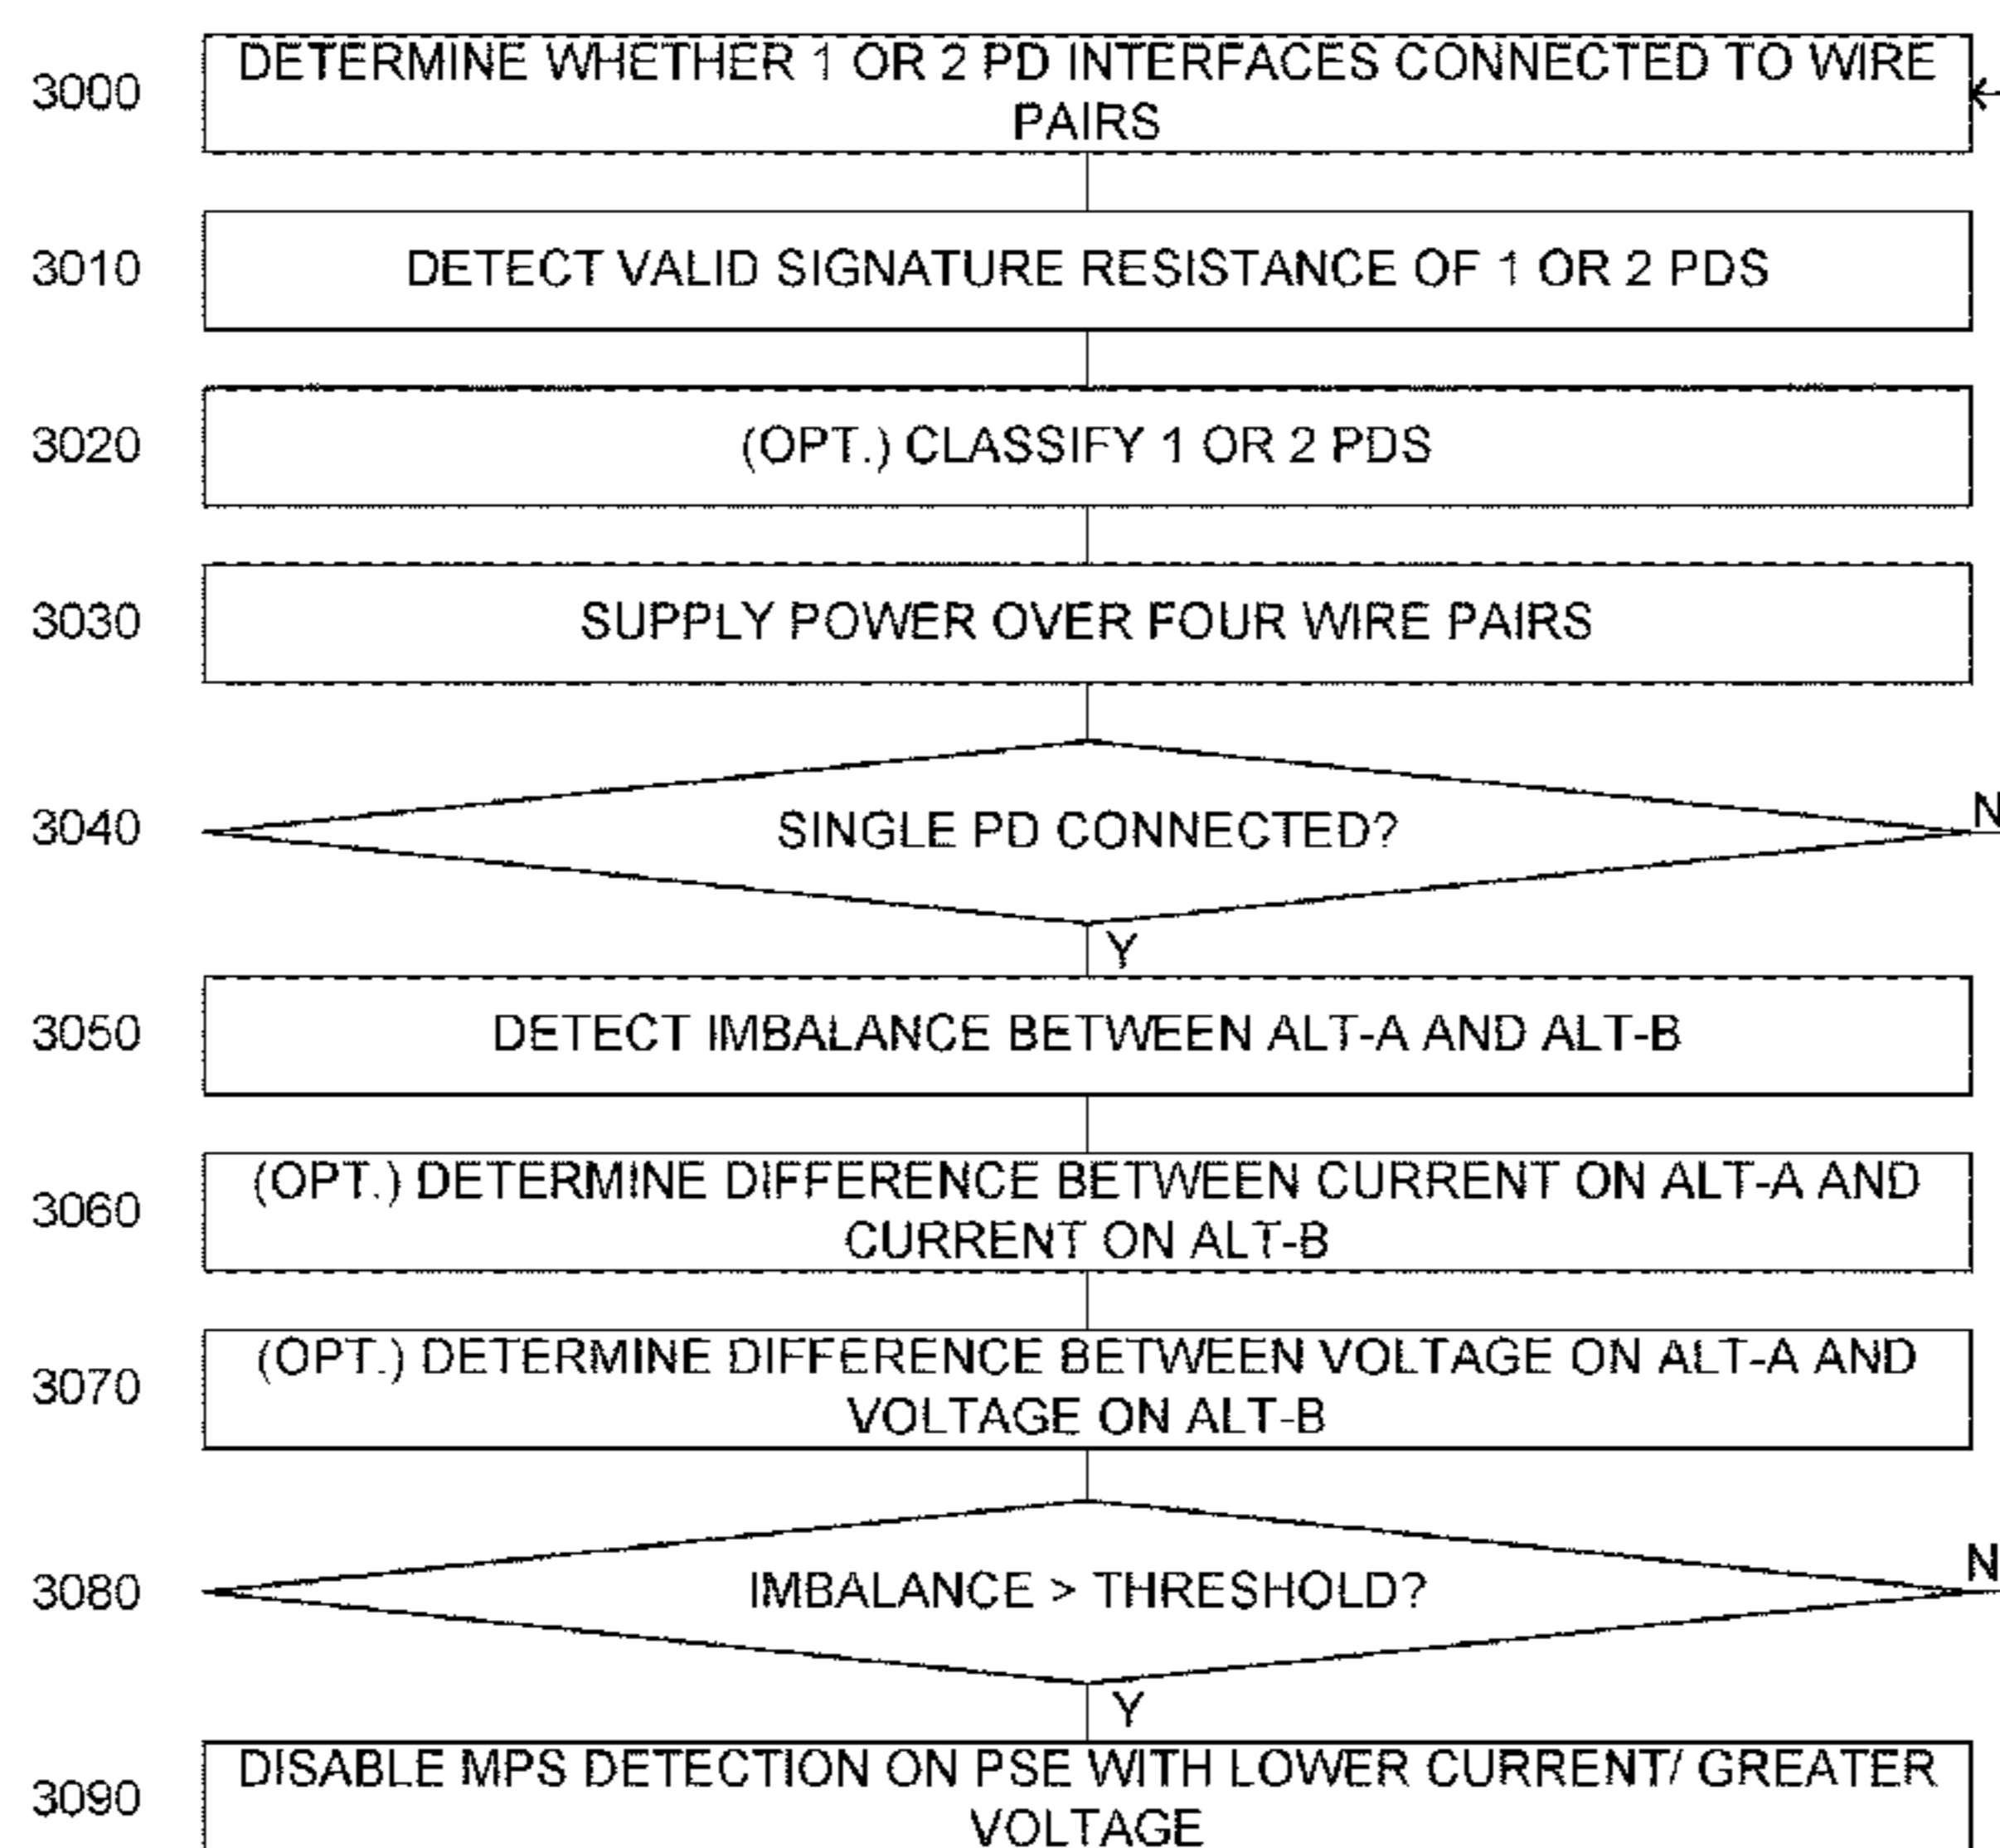 3000
DETERMINE WHETHER 1 OR 2 PD INTERFACES CONNECTED TO WIRE
PAIRS
3010
DETECT VALID SIGNATURE RESISTANCE OF 1 OR 2 PDS
3020
(OPT.) CLASSIFY 1 OR 2 PDS
3030
SUPPLY POWER OVER FOUR WIRE PAIRS
3040
SINGLE PD CONNECTED?
N
Y
3050
DETECT IMBALANCE BETWEEN ALT-A AND ALT-B
3060
(OPT.) DETERMINE DIFFERENCE BETWEEN CURRENT ON ALT-A AND
CURRENT ON ALT-B
3070
(OPT.) DETERMINE DIFFERENCE BETWEEN VOLTAGE ON ALT-A AND
VOLTAGE ON ALT-B
3080
IMBALANCE > THRESHOLD?
N
Y
3090
DISABLE MPS DETECTION ON PSE WITH LOWER CURRENT/ GREATER
VOLTAGE